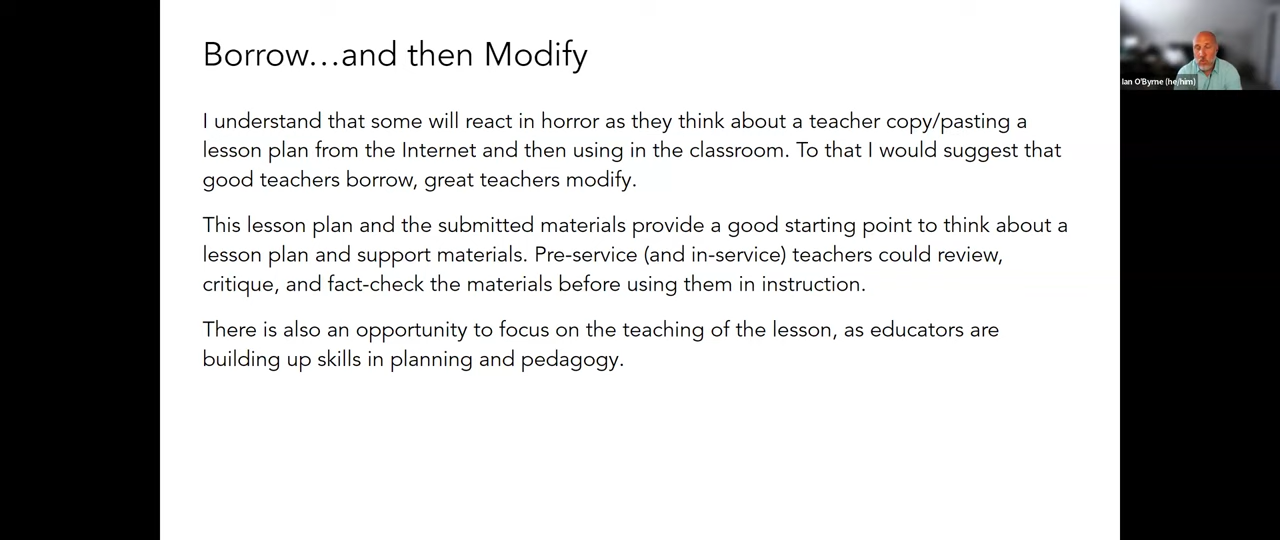 Borrow...and then Modify
I understand that some will react in horror as they think about a teacher copy/pasting a
lesson plan from the Internet and then using in the classroom. To that I would suggest that
good teachers borrow, great teachers modify.
This lesson plan and the submitted materials provide a good starting point to think about a
lesson plan and support materials. Pre-service (and in-service) teachers could review,
critique, and fact-check the materials before using them in instruction.
There is also an opportunity to focus on the teaching of the lesson, as educators are
building up skills in planning and pedagogy.
Ian O'Byrne (he/him)